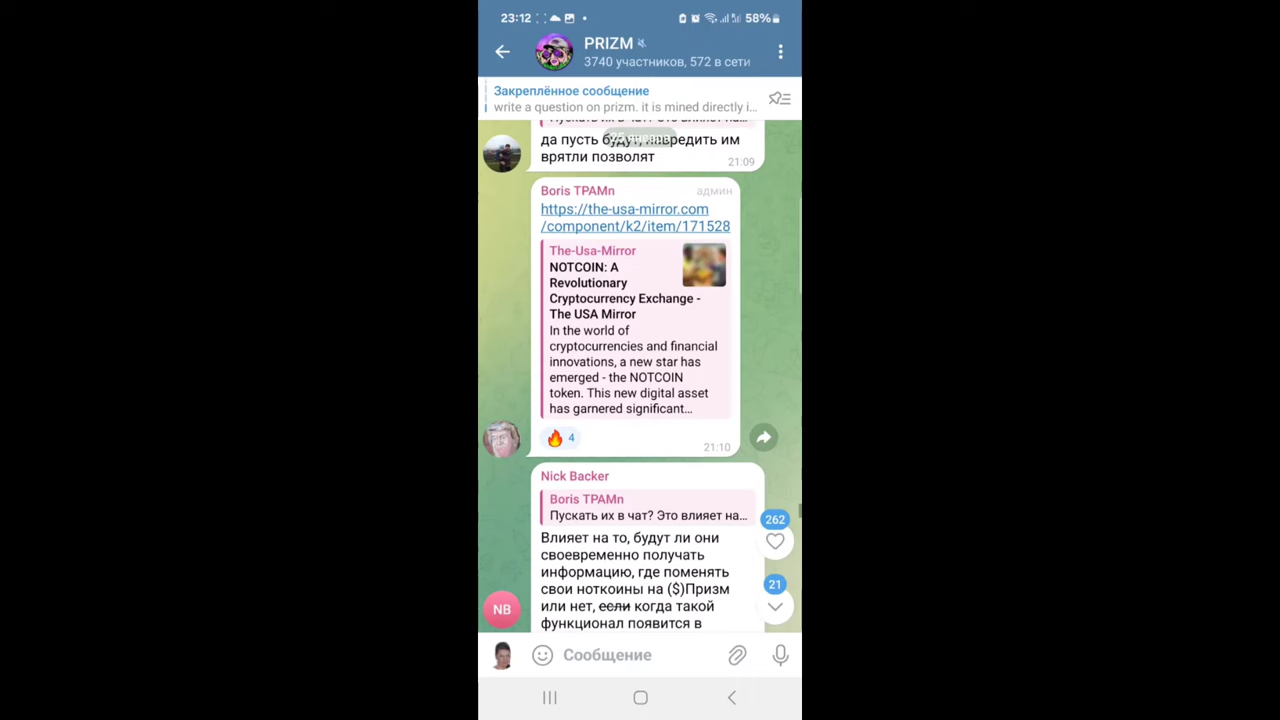 23:12
58%
PRIZM
3740 участников, 572 в сети
Закреплённое сообщение
write a question on prizm. it is mined directly i...
25 января
да пусть будут, навредить им
врятли позволят
21:09
Boris ТРАМп
админ
https://the-usa-mirror.com
/component/k2/item/171528
The-Usa-Mirror
NOTCOIN: A
Revolutionary
Cryptocurrency Exchange -
The USA Mirror
In the world of
cryptocurrencies and financial
innovations, a new star has
emerged - the NOTCOIN
token. This new digital asset
has garnered significant...
4
21:10
Nick Backer
Boris ТРАМп
Пускать их в чат? Это влияет на...
262
Влияет на то, будут ли они
своевременно получать
информацию, где поменять
свои ноткоины на ($)Призм
или нет, если когда такой
функционал появится в
21
NB
Сообщение